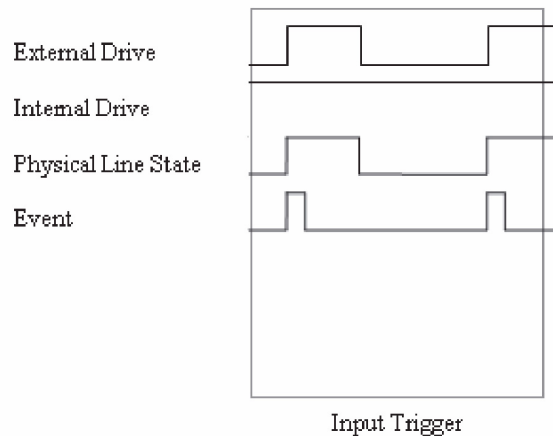 External Drive
Internal Drive
Physical Line State
Event
Input Trigger